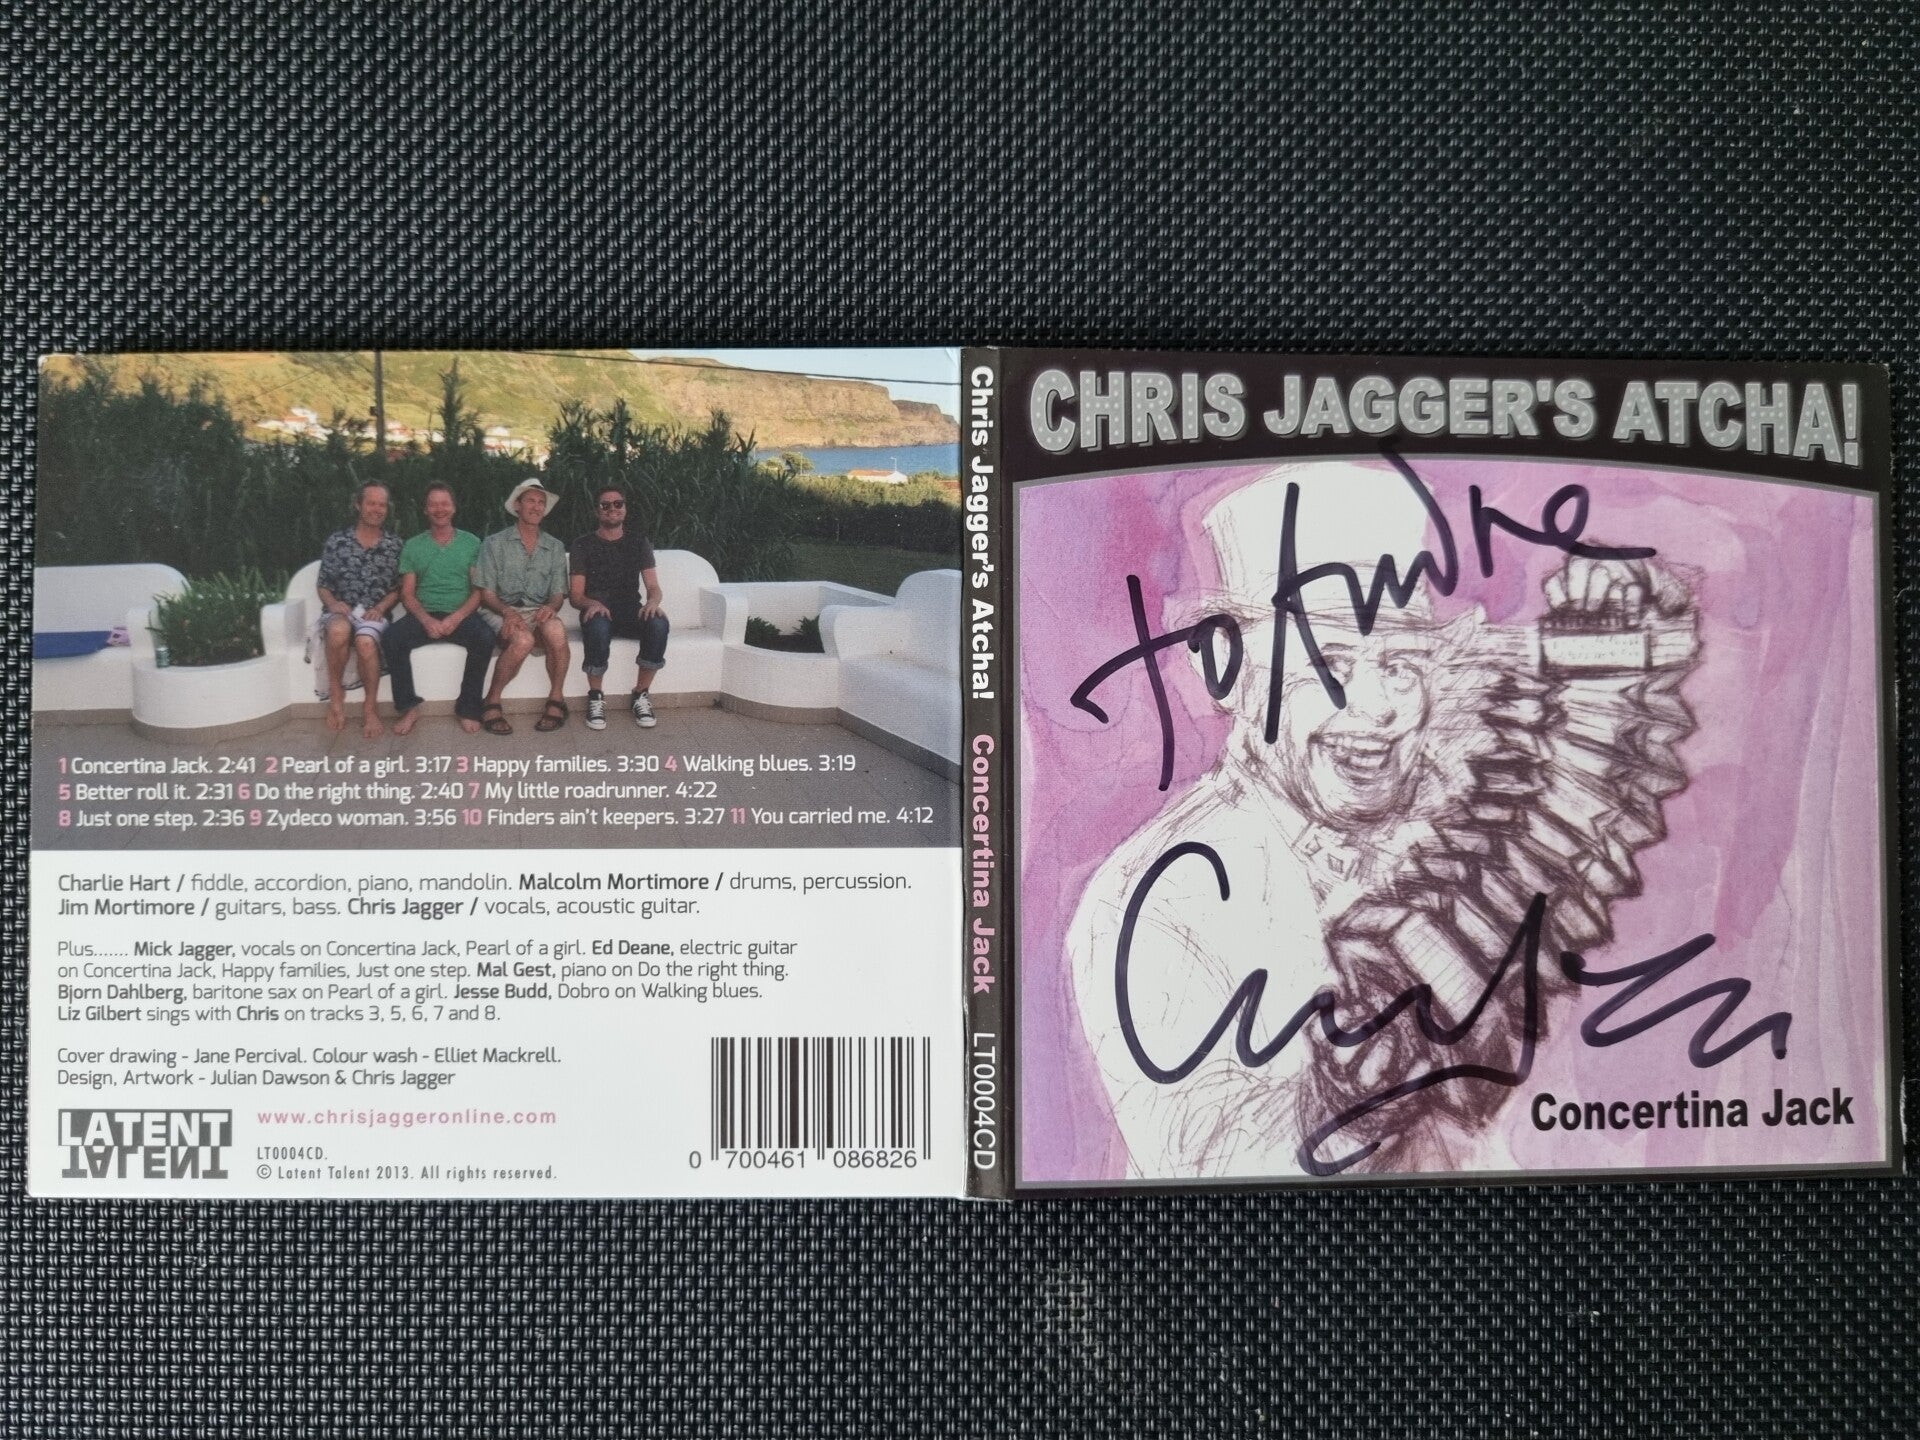 1 Concertina Jack. 2:41 2 Pearl of a girl. 3:17 3 Happy families. 3:30 4 Walking blues. 3:19
5 Better roll it. 2:31 6 Do the right thing. 2:40 7 My little roadrunner. 4:22
8 Just one step. 2:36 9 Zydeco woman. 3:56 10 Finders ain't keepers. 3:27 11 You carried me. 4:12
Charlie Hart / fiddle, accordion, piano, mandolin. Malcolm Mortimore / drums, percussion.
Jim Mortimore / guitars, bass. Chris Jagger / vocals, acoustic guitar.
Plus....... Mick Jagger, vocals on Concertina Jack, Pearl of a girl. Ed Deane, electric guitar
on Concertina Jack, Happy families, Just one step. Mal Gest, piano on Do the right thing.
Bjorn Dahlberg, baritone sax on Pearl of a girl. Jesse Budd, Dobro on Walking blues.
Liz Gilbert sings with Chris on tracks 3, 5, 6, 7 and 8.
Cover drawing - Jane Percival. Colour wash - Elliet Mackrell.
Design, Artwork - Julian Dawson & Chris Jagger
LATENT
TALENT
www.chrisjaggeronline.com
LT0004CD.
© Latent Talent 2013. All rights reserved.
0 700461 086826
Chris Jagger's Atcha! Concertina Jack LT0004CD
CHRIS JAGGER'S ATCHA!
To Andre
Concertina Jack